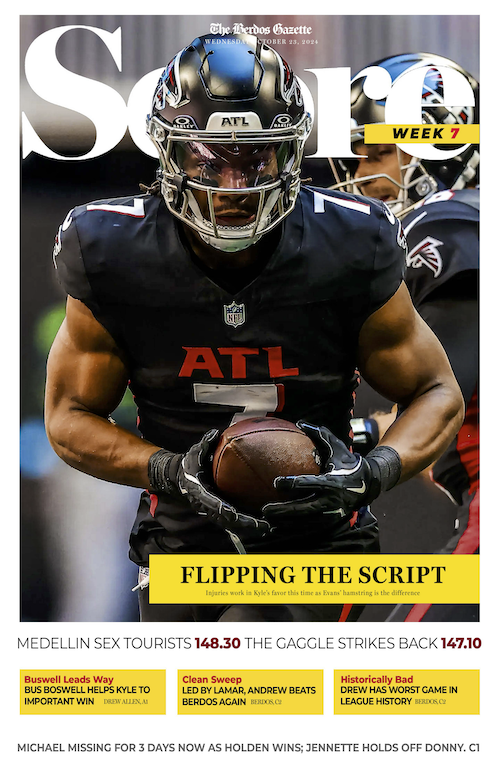 The Berdos Gazette
WEDNESDAY, OCTOBER 23, 2024
Score
WEEK 7
OAKLEY
ATL
OAKLEY
7
7
NFL
ATL
7
FLIPPING THE SCRIPT
Injuries work in Kyle's favor this time as Evans' hamstring is the difference
MEDELLIN SEX TOURISTS 148.30 THE GAGGLE STRIKES BACK 147.10
Buswell Leads Way
BUS BOSWELL HELPS KYLE TO
IMPORTANT WIN DREW ALLEN, A1
Clean Sweep
LED BY LAMAR, ANDREW BEATS
BERDOS AGAIN BERDOS, C2
Historically Bad
DREW HAS WORST GAME IN
LEAGUE HISTORY BERDOS, C2
MICHAEL MISSING FOR 3 DAYS NOW AS HOLDEN WINS; JENNETTE HOLDS OFF DONNY. C1